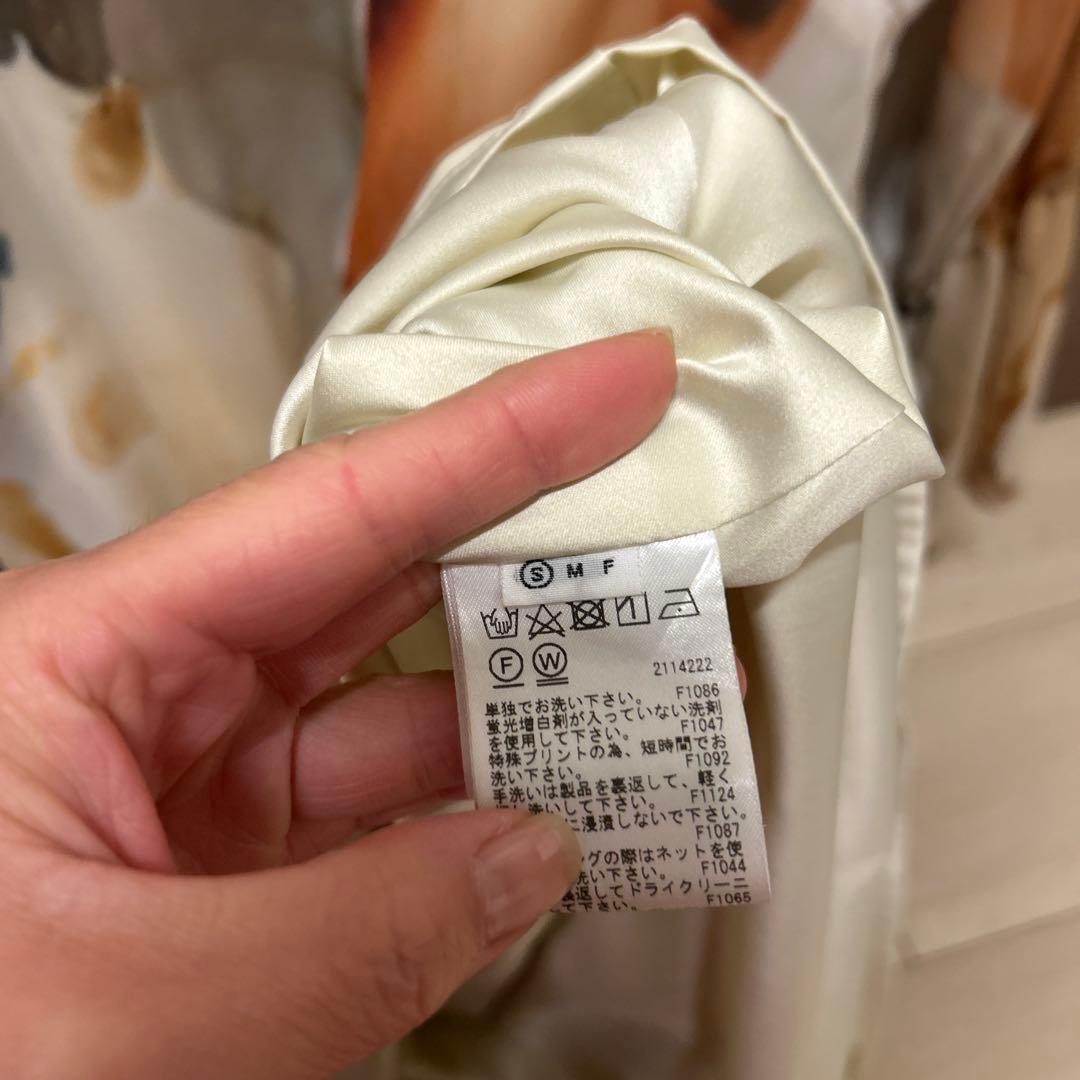 Ⓢ M F
Ⓕ Ⓦ
2114222
単独でお洗い下さい。 F1086
蛍光増白剤が入っていない洗剤
を使用して下さい。 F1047
特殊プリントの為、短時間でお
洗い下さい。 F1092
手洗いは製品を裏返して、軽く
洗いして下さい。 F1124
に浸漬しないで下さい。
F1087
グの際はネットを使
洗い下さい。 F1044
返してドライクリーニ
して下さい。 F1065